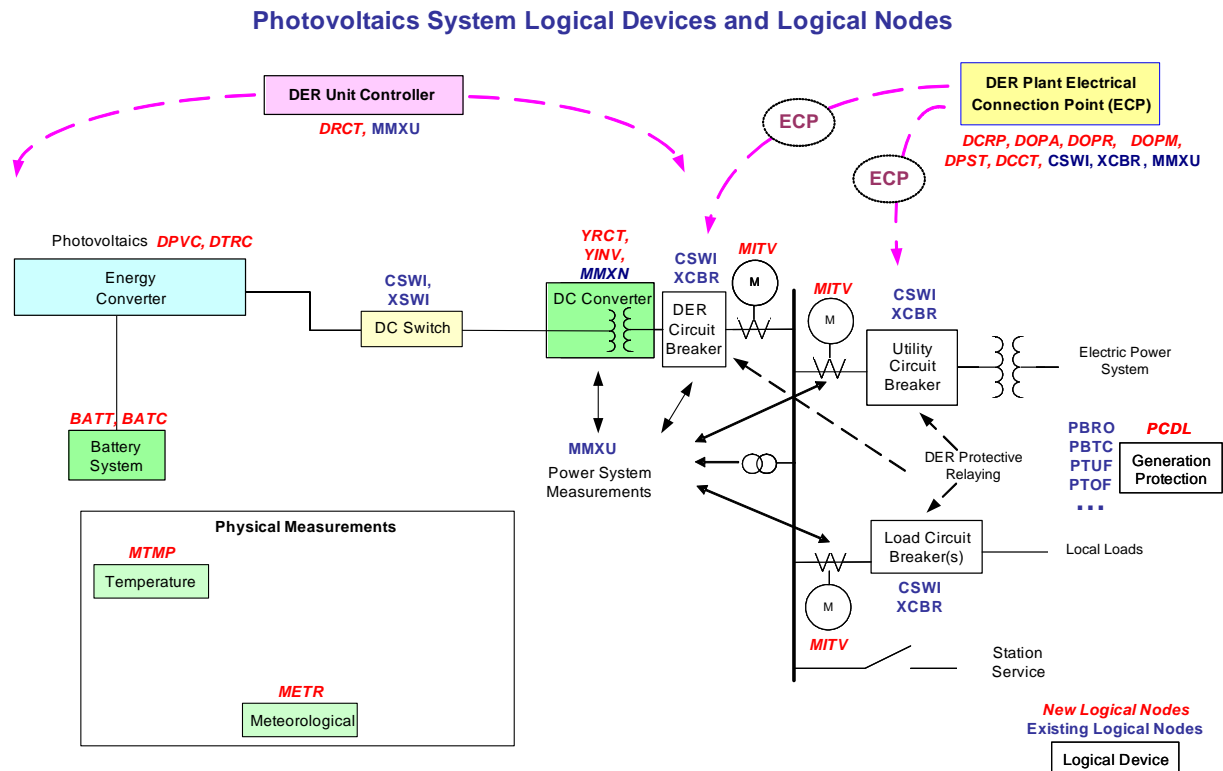 Photovoltaics System Logical Devices and Logical Nodes
DER Unit Controller
DRCT, MMXU
DER Plant Electrical
Connection Point (ECP)
DCRP, DOPA, DOPR, DOPM,
DPST, DCCT, CSWI, XCBR, MMXU
ECP
ECP
Photovoltaics DPVC, DTRC
Energy
Converter
CSWI,
XSWI
DC Switch
YRCT,
YINV,
MMXN
DC Converter
CSWI
XCBR
DER
Circuit
Breaker
MITV
M
MITV
M
CSWI
XCBR
Utility
Circuit
Breaker
Electric Power
System
BATT, BATC
Battery
System
MMXU
Power System
Measurements
DER Protective
Relaying
PBRO
PBTC
PTUF
PTOF
...
PCDL
Generation
Protection
Load Circuit
Breaker(s)
CSWI
XCBR
Local Loads
M
MITV
Station
Service
Physical Measurements
MTMP
Temperature
METR
Meteorological
New Logical Nodes
Existing Logical Nodes
Logical Device